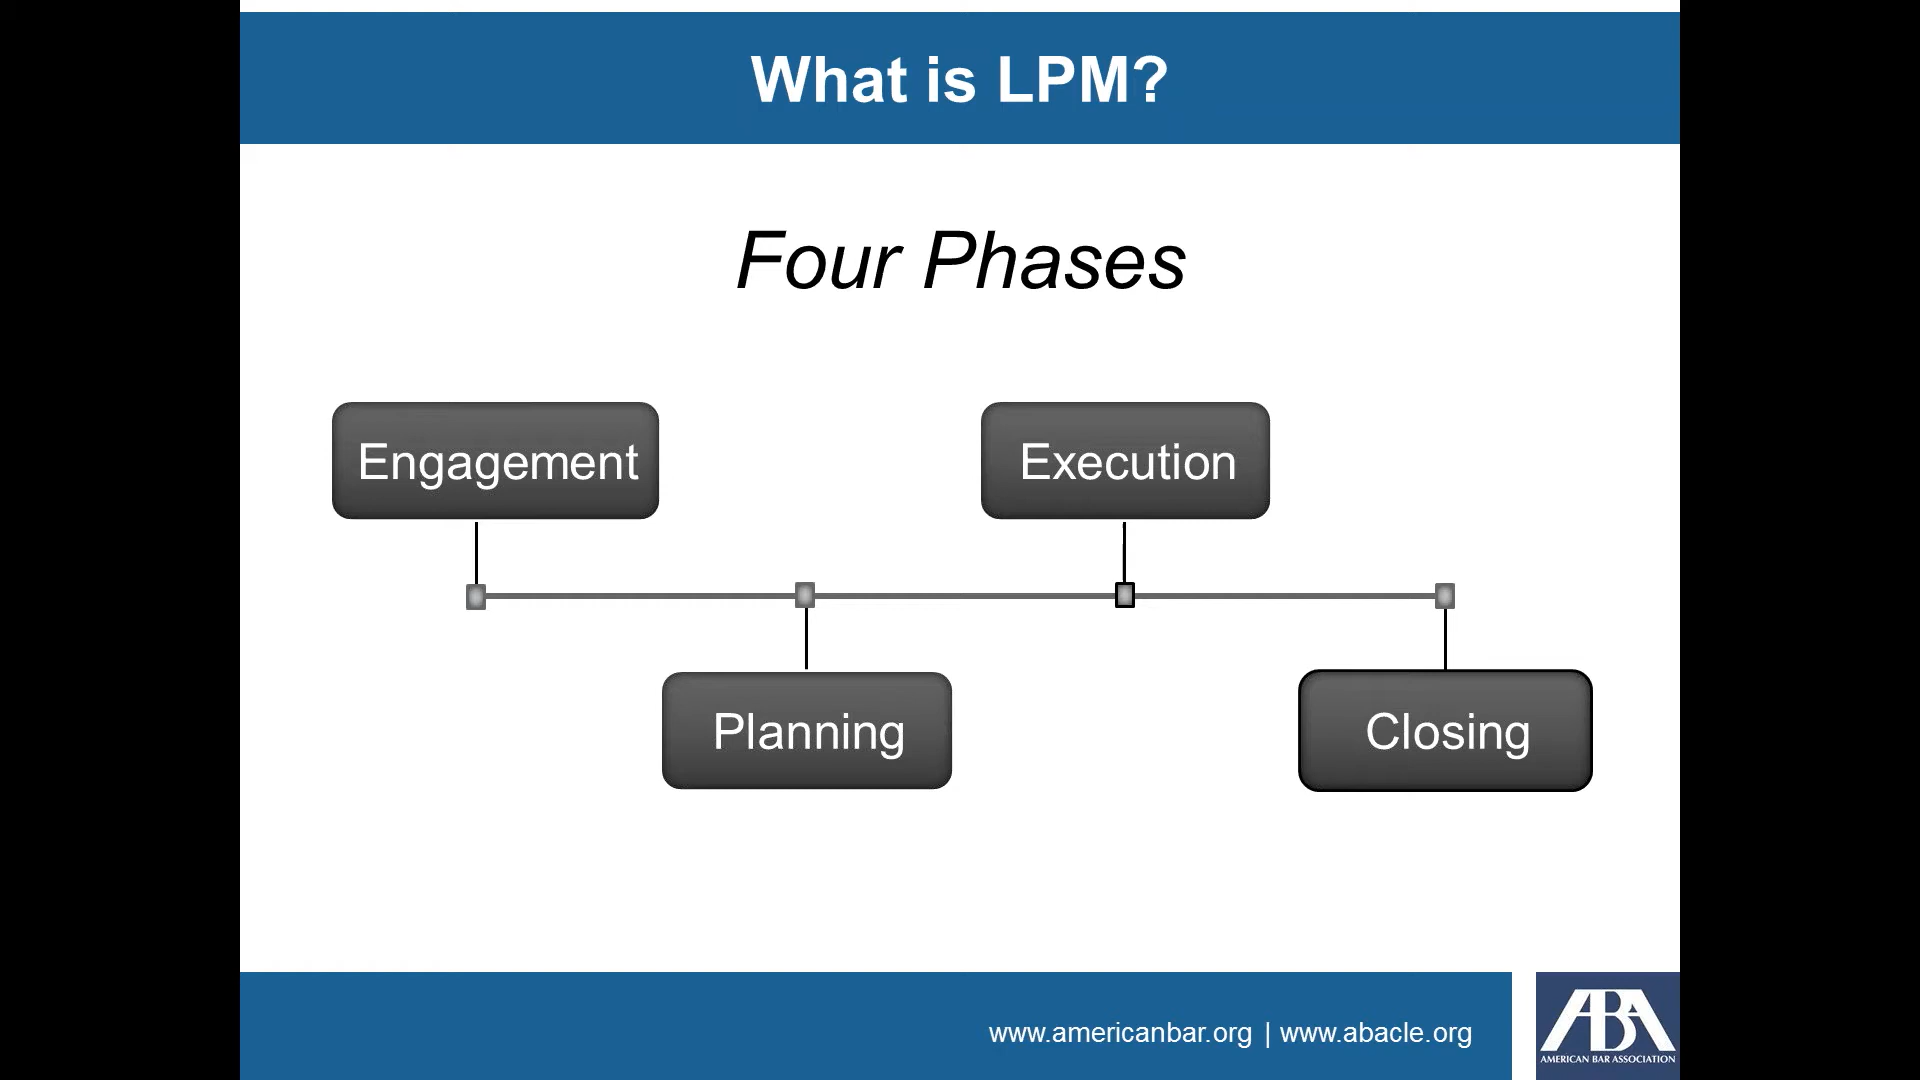 What is LPM?
Four Phases
Engagement
Execution
Planning
Closing
www.americanbar.org | www.abacle.org
ABA
AMERICAN BAR ASSOCIATION